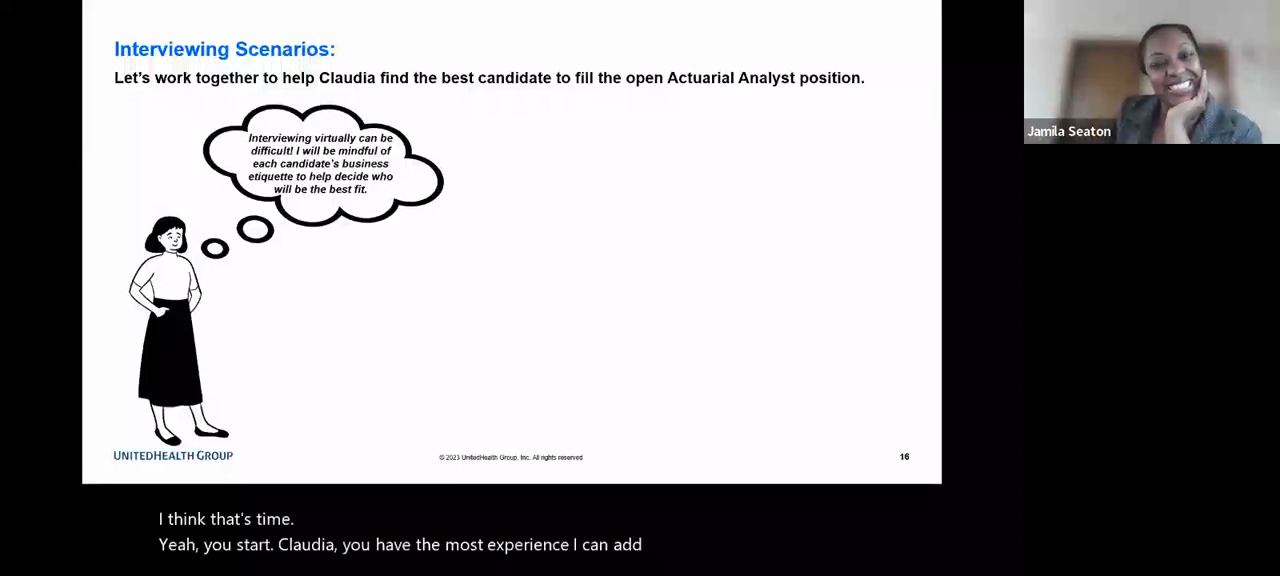 Interviewing Scenarios:
Let's work together to help Claudia find the best candidate to fill the open Actuarial Analyst position.
Interviewing virtually can be
difficult! I will be mindful of
each candidate's business
etiquette to help decide who
will be the best fit.
Jamila Seaton
UNITEDHEALTH GROUP
© 2023 UnitedHealth Group, Inc. All rights reserved
16
I think that's time.
Yeah, you start. Claudia, you have the most experience I can add